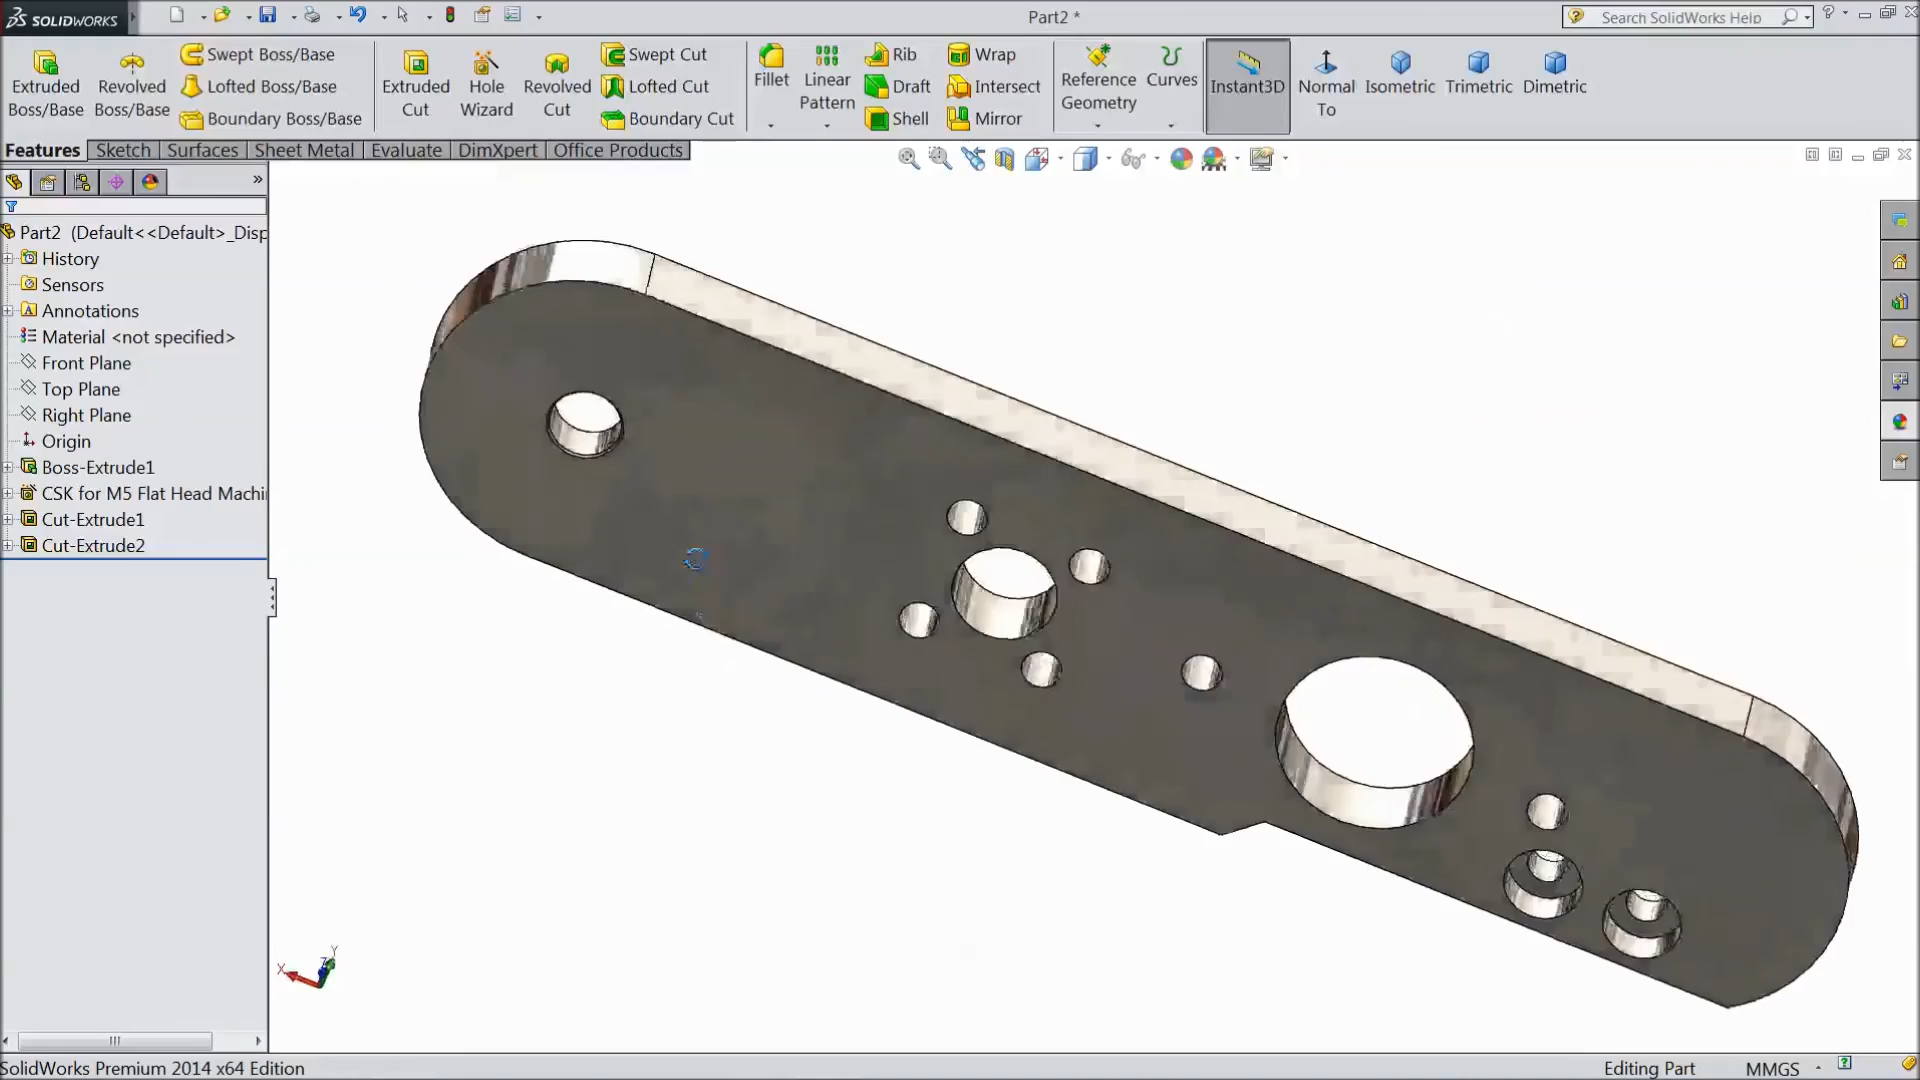 SOLIDWORKS
Part2 *
Search SolidWorks Help
Extruded Boss/Base
Revolved Boss/Base
Swept Boss/Base
Lofted Boss/Base
Boundary Boss/Base
Extruded Cut
Hole Wizard
Revolved Cut
Swept Cut
Lofted Cut
Boundary Cut
Fillet
Linear Pattern
Rib
Draft
Shell
Wrap
Intersect
Mirror
Reference Geometry
Curves
Instant3D
Normal To
Isometric
Trimetric
Dimetric
Features
Sketch
Surfaces
Sheet Metal
Evaluate
DimXpert
Office Products
Part2 (Default<<Default>_Disp
History
Sensors
Annotations
Material <not specified>
Front Plane
Top Plane
Right Plane
Origin
Boss-Extrude1
CSK for M5 Flat Head Machi
Cut-Extrude1
Cut-Extrude2
Y
X
Z
SolidWorks Premium 2014 x64 Edition
Editing Part
MMGS